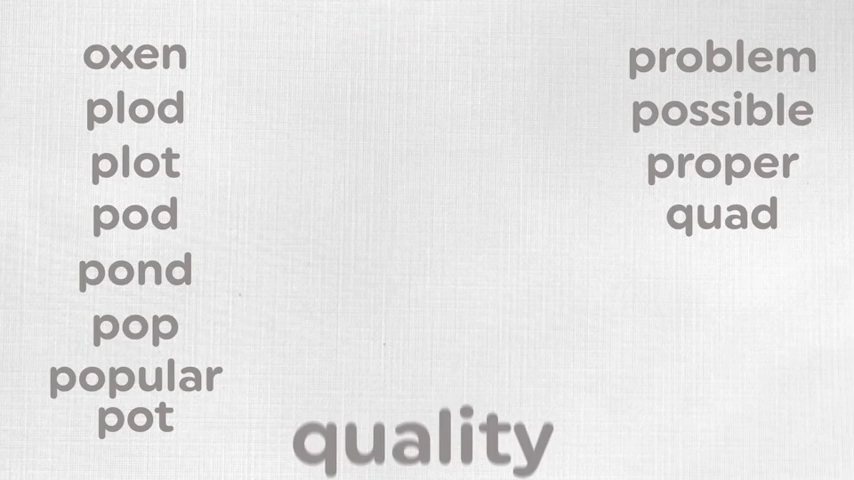 oxen
plod
plot
pod
pond
pop
popular
pot
problem
possible
proper
quad
quality